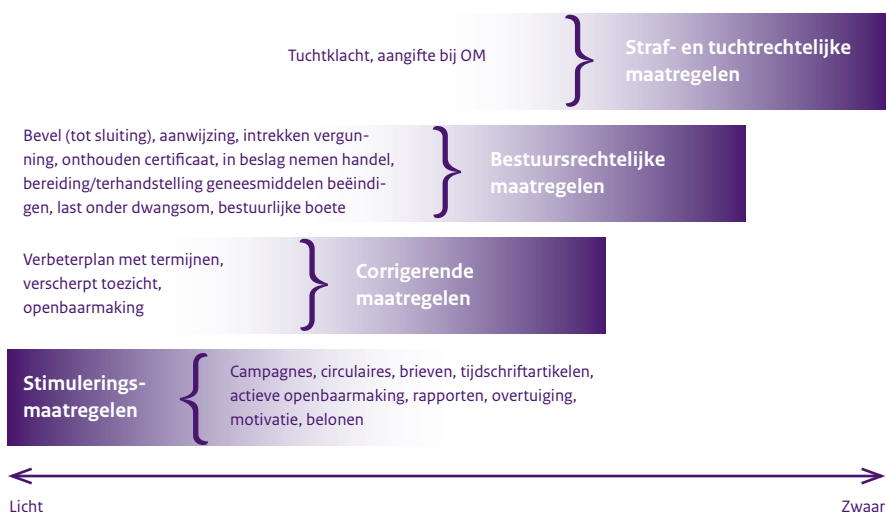 Tuchtklacht, aangifte bij OM
Straf- en tuchtrechtelijke
maatregelen
Bevel (tot sluiting), aanwijzing, intrekken vergun-
ning, onthouden certificaat, in beslag nemen handel,
bereiding/terhandstelling geneesmiddelen beëindi-
gen, last onder dwangsom, bestuurlijke boete
Bestuursrechtelijke
maatregelen
Verbeterplan met termijnen,
verscherpt toezicht,
openbaarmaking
Corrigerende
maatregelen
Stimulerings-
maatregelen
Campagnes, circulaires, brieven, tijdschriftartikelen,
actieve openbaarmaking, rapporten, overtuiging,
motivatie, belonen
Licht
Zwaar